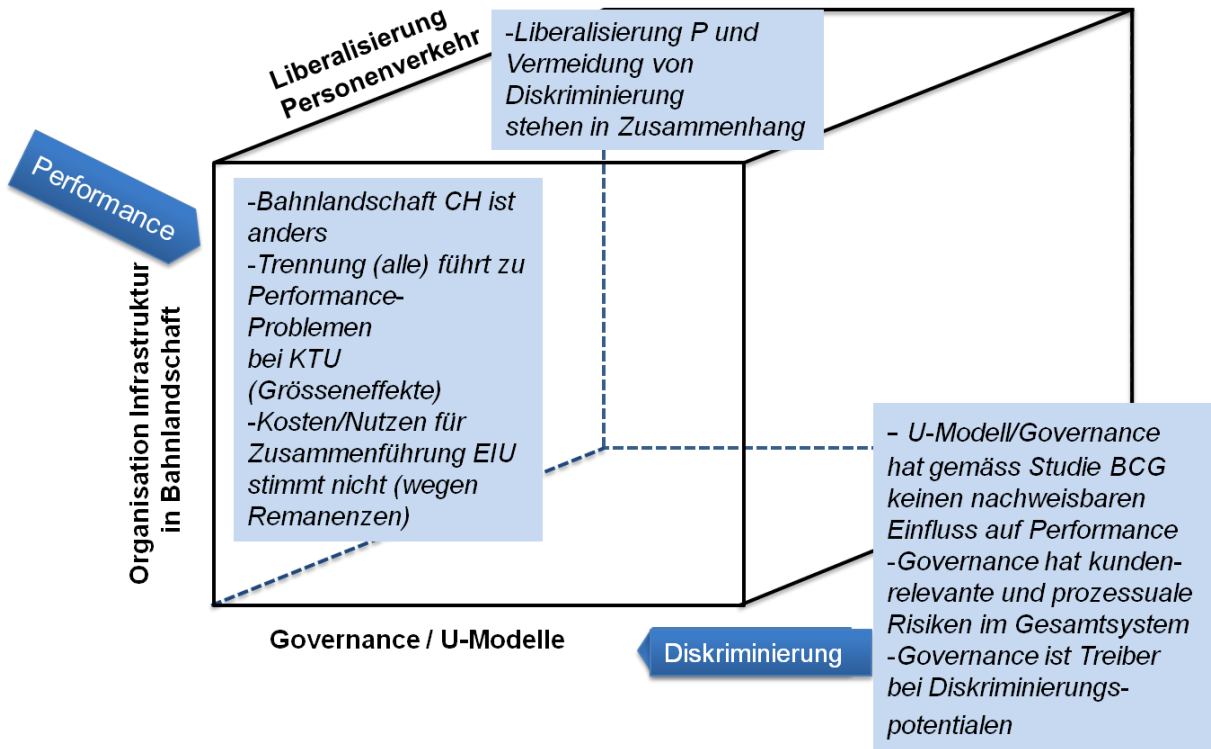 Liberalisierung
Personenverkehr
-Liberalisierung P und
Vermeidung von
Diskriminierung
stehen in Zusammenhang
Performance
-Bahnlandschaft CH ist
anders
-Trennung (alle) führt zu
Performance-
Problemen
bei KTU
(Grösseneffekte)
-Kosten/Nutzen für
Zusammenführung EIU
stimmt nicht (wegen
Remanenzen)
Organisation Infrastruktur
in Bahnlandschaft
– U-Modell/Governance
hat gemäss Studie BCG
keinen nachweisbaren
Einfluss auf Performance
-Governance hat kunden-
relevante und prozessuale
Risiken im Gesamtsystem
-Governance ist Treiber
bei Diskriminierungs-
potentialen
Governance / U-Modelle
Diskriminierung